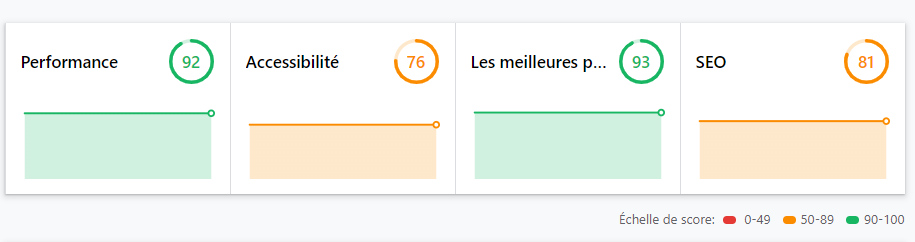 Performance 92
Accessibilité 76
Les meilleures p... 93
SEO 81
Échelle de score: 0-49 50-89 90-100